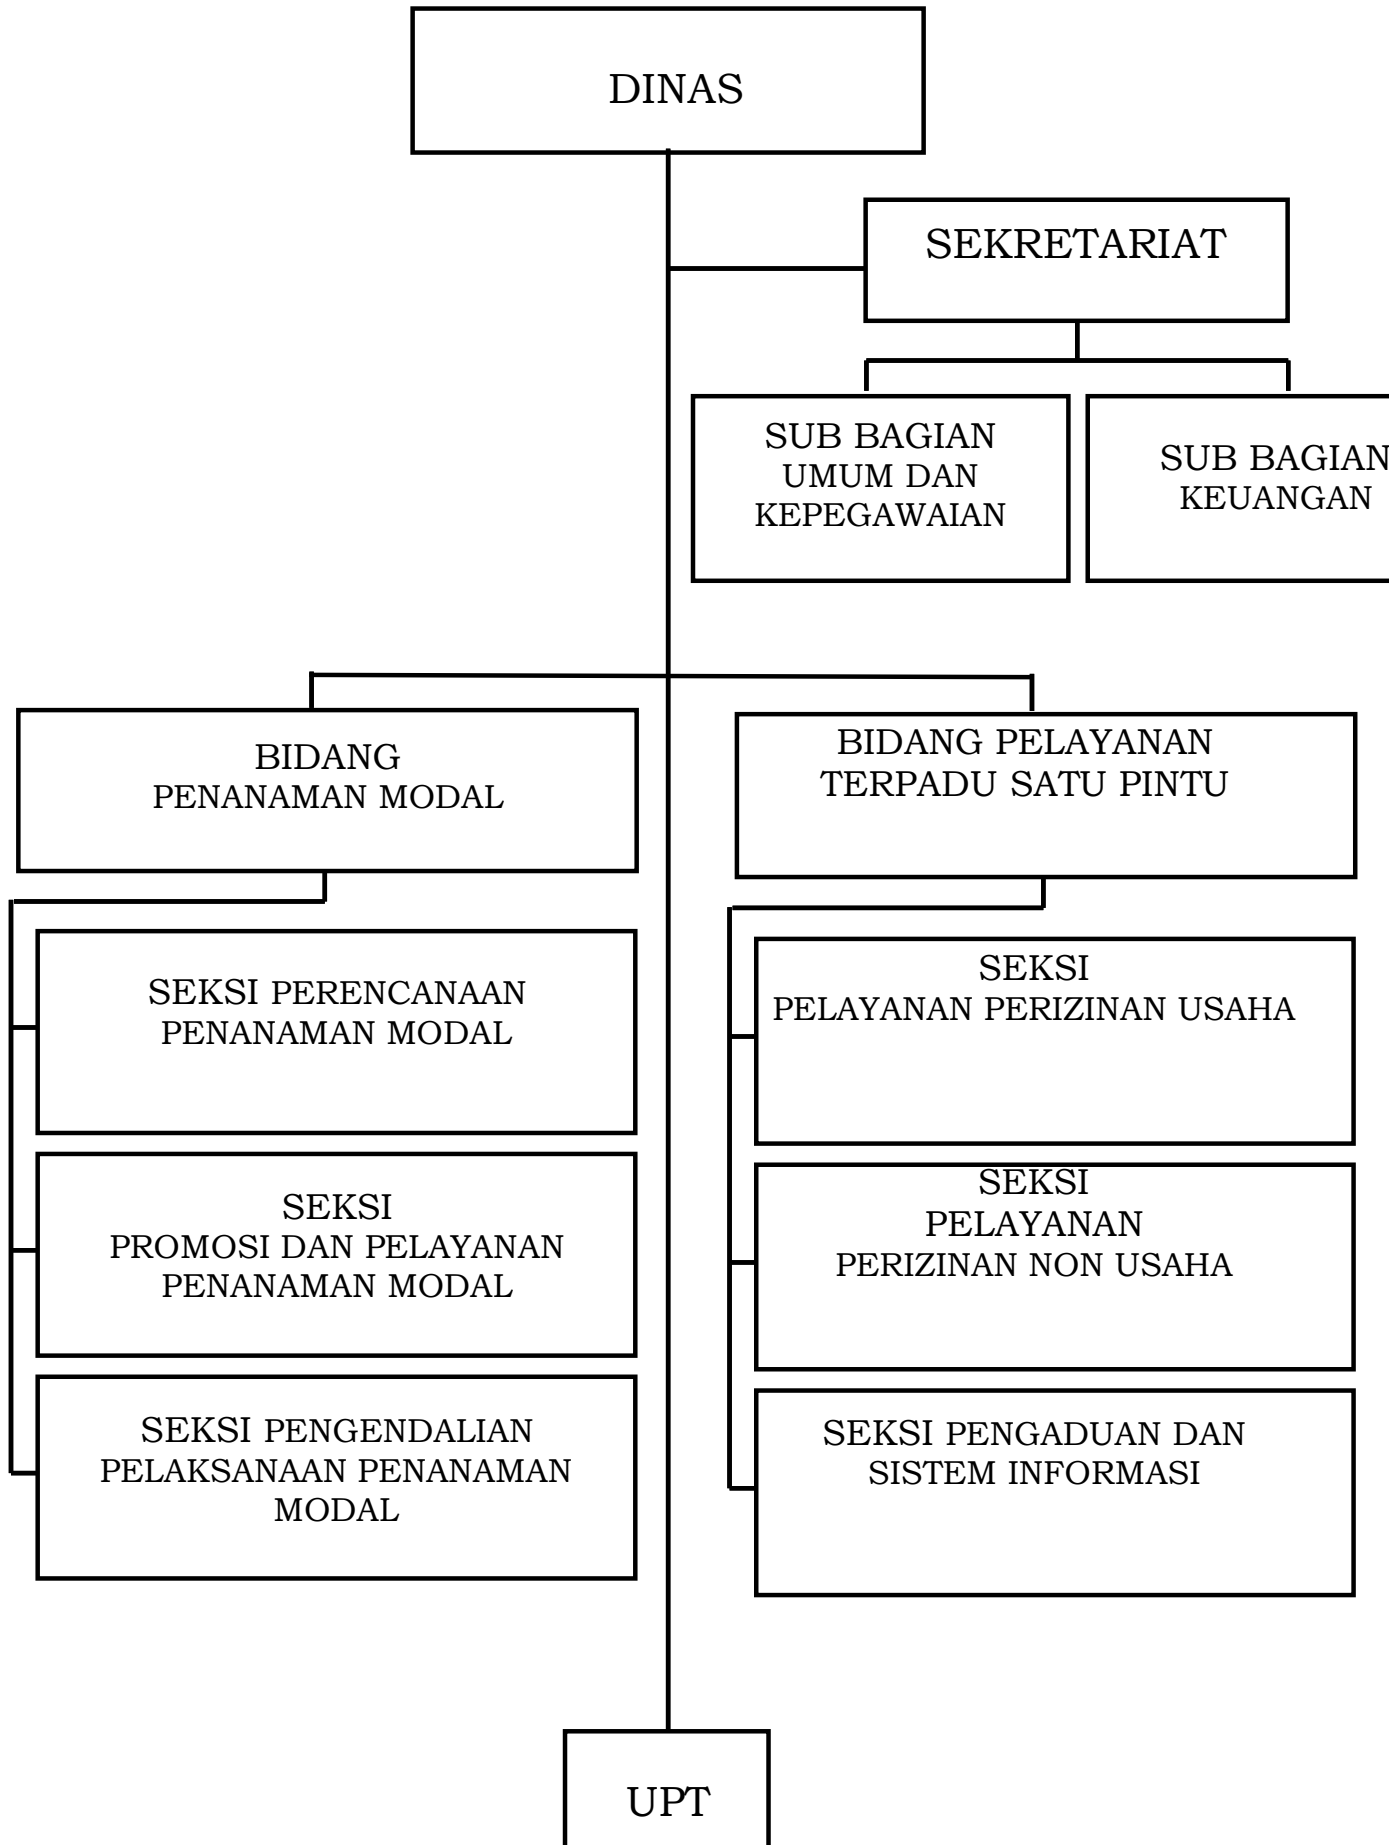 DINAS
SEKRETARIAT
SUB BAGIAN
UMUM DAN
KEPEGAWAIAN
SUB BAGIAN
KEUANGAN
BIDANG
PENANAMAN MODAL
BIDANG PELAYANAN
TERPADU SATU PINTU
SEKSI PERENCANAAN
PENANAMAN MODAL
SEKSI
PROMOSI DAN PELAYANAN
PENANAMAN MODAL
SEKSI PENGENDALIAN
PELAKSANAAN PENANAMAN
MODAL
SEKSI
PELAYANAN PERIZINAN USAHA
SEKSI
PELAYANAN
PERIZINAN NON USAHA
SEKSI PENGADUAN DAN
SISTEM INFORMASI
UPT